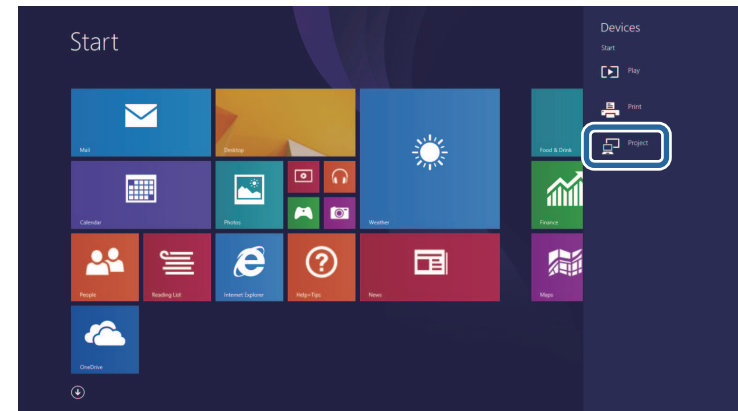 Start
Mail
Desktop
Calendar
Photos
Weather
Food & Drink
Finance
People
Reading List
Internet Explorer
Help+Tips
News
Maps
OneDrive
Devices
Start
Play
Print
Project